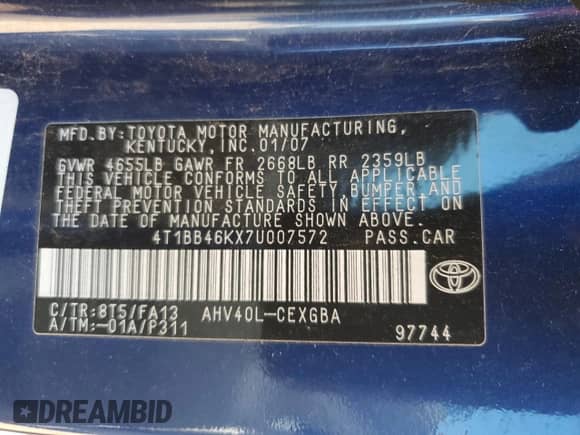 MFD.BY:TOYOTA MOTOR MANUFACTURING,
KENTUCKY, INC.01/07
GVWR 4655LB GAWR FR 2668LB RR 2359LB
THIS VEHICLE CONFORMS TO ALL APPLICABLE
FEDERAL MOTOR VEHICLE SAFETY, BUMPER AND
THEFT PREVENTION STANDARDS IN EFFECT ON
THE DATE OF MANUFACTURE SHOWN ABOVE.
4T1BB46KX7U007572 PASS.CAR
C/TR:8T5/FA13 AHV40L-CEXGBA
A/TM:-01A/P311 97744
DREAMBID